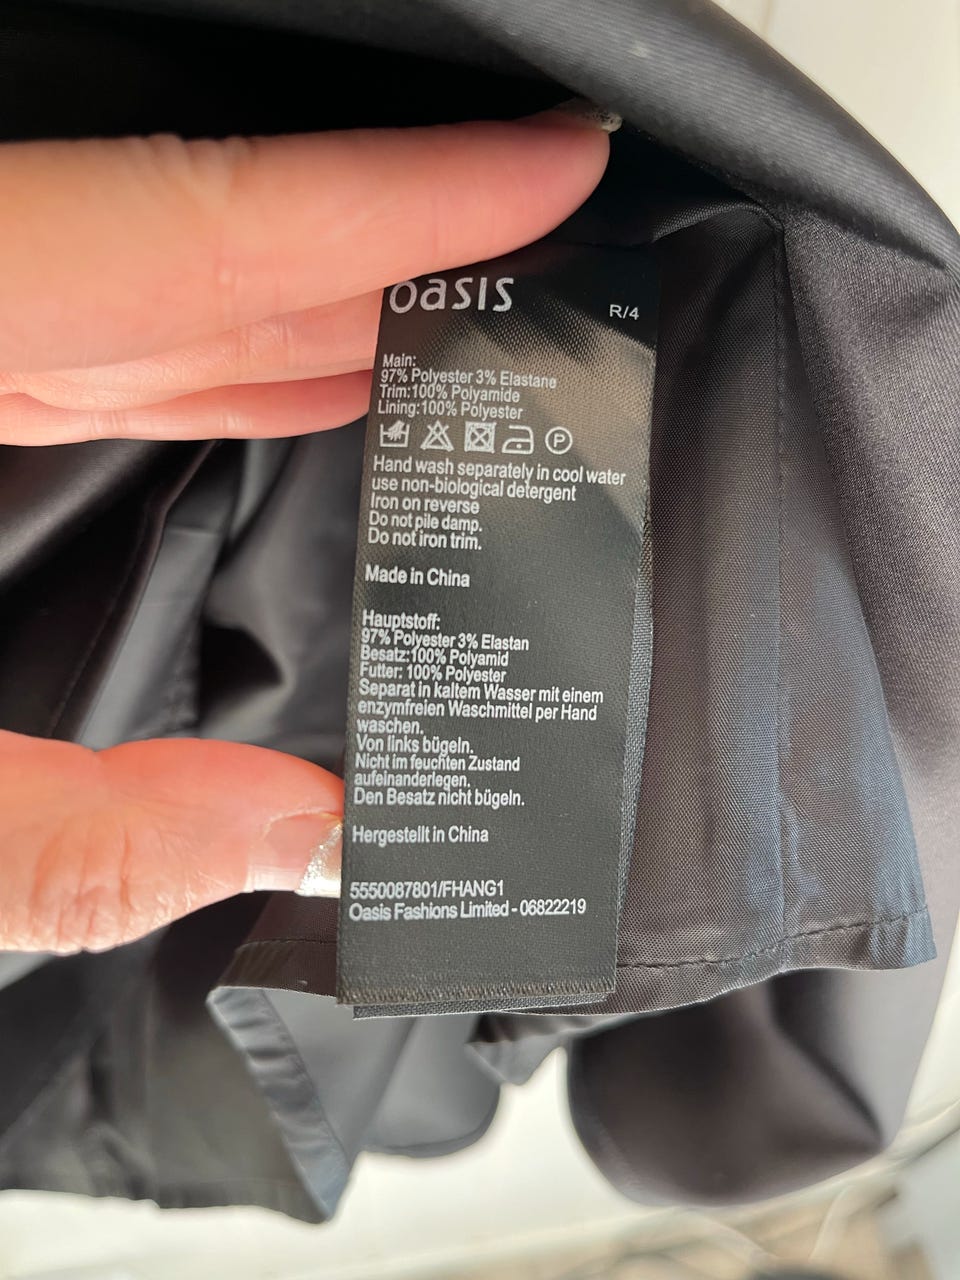 oasis
R/4
Main:
97% Polyester 3% Elastane
Trim:100% Polyamide
Lining:100% Polyester
P
Hand wash separately in cool water
use non-biological detergent
Iron on reverse
Do not pile damp.
Do not iron trim.
Made in China
Hauptstoff:
97% Polyester 3% Elastan
Besatz:100% Polyamid
Futter: 100% Polyester
Separat in kaltem Wasser mit einem
enzymfreien Waschmittel per Hand
waschen.
Von links bügeln.
Nicht im feuchten Zustand
aufeinanderlegen.
Den Besatz nicht bügeln.
Hergestellt in China
5550087801/FHANG1
Oasis Fashions Limited - 06822219